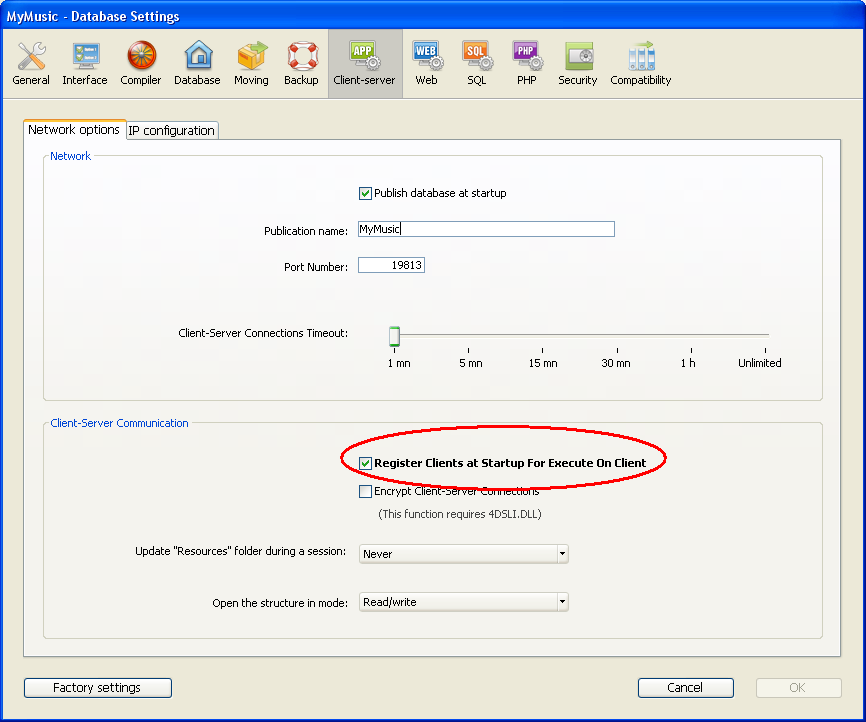 MyMusic - Database Settings
General Interface Compiler Database Moving Backup APP Client-server WEB Web SQL SQL PHP PHP Security Compatibility
Network options IP configuration
Network
Publish database at startup
Publication name: MyMusic
Port Number: 19813
Client-Server Connections Timeout:
1 mn 5 mn 15 mn 30 mn 1 h Unlimited
Client-Server Communication
Register Clients at Startup For Execute On Client
Encrypt Client-Server Connections
(This function requires 4DSLI.DLL)
Update "Resources" folder during a session: Never
Open the structure in mode: Read/write
Factory settings Cancel OK